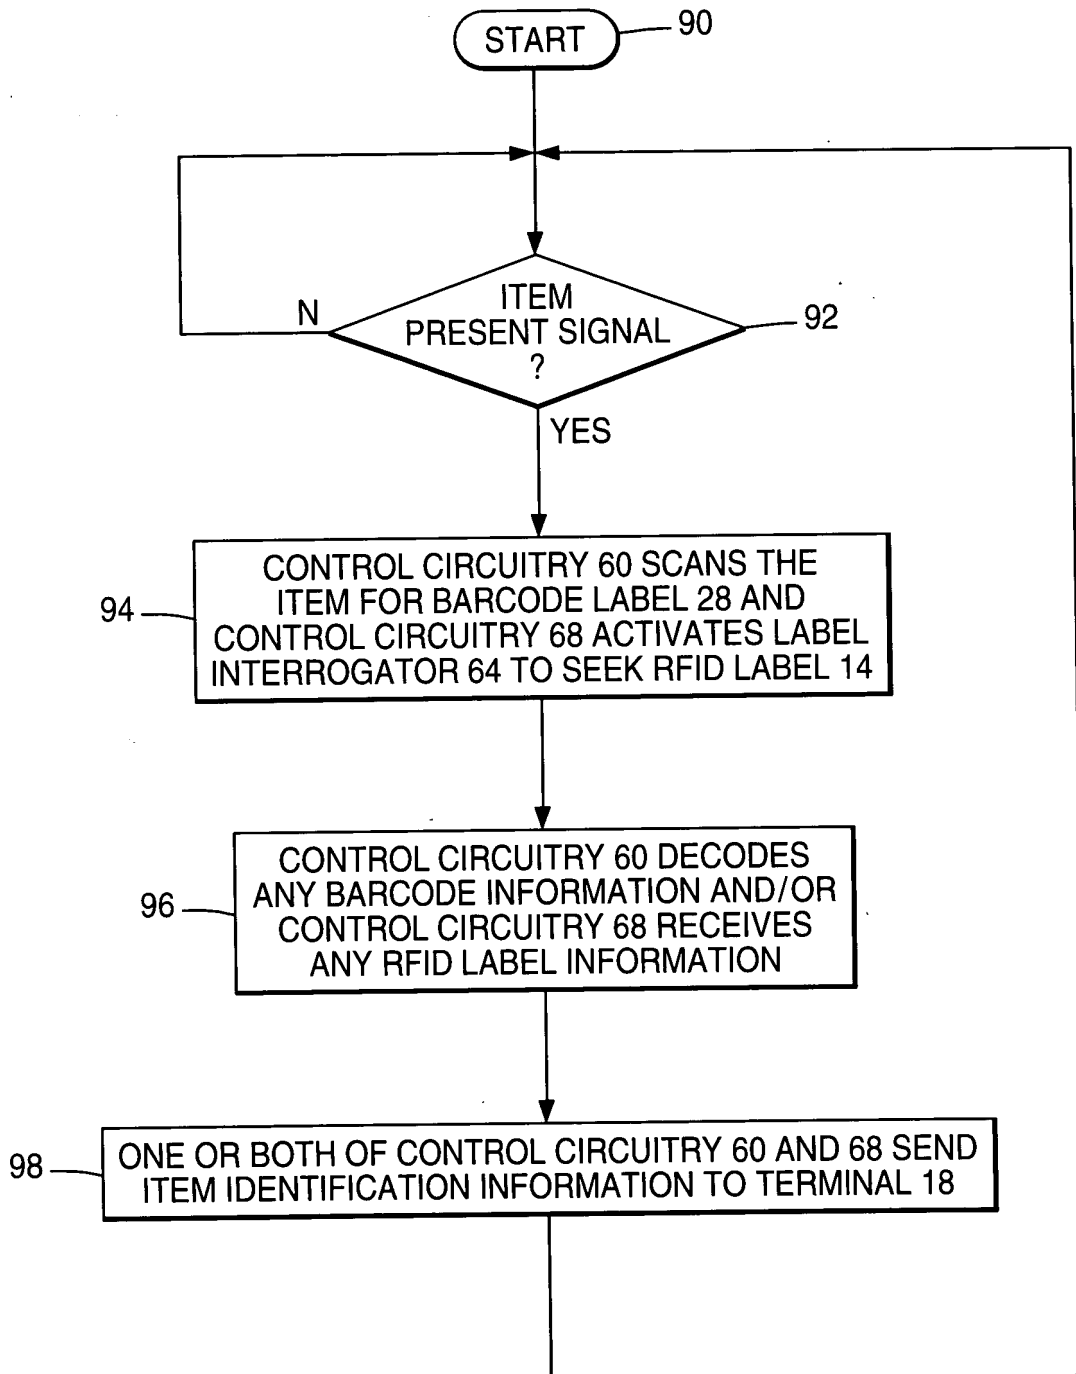 START
90
ITEM
PRESENT SIGNAL
?
92
N
YES
94
CONTROL CIRCUITRY 60 SCANS THE
ITEM FOR BARCODE LABEL 28 AND
CONTROL CIRCUITRY 68 ACTIVATES LABEL
INTERROGATOR 64 TO SEEK RFID LABEL 14
96
CONTROL CIRCUITRY 60 DECODES
ANY BARCODE INFORMATION AND/OR
CONTROL CIRCUITRY 68 RECEIVES
ANY RFID LABEL INFORMATION
98
ONE OR BOTH OF CONTROL CIRCUITRY 60 AND 68 SEND
ITEM IDENTIFICATION INFORMATION TO TERMINAL 18